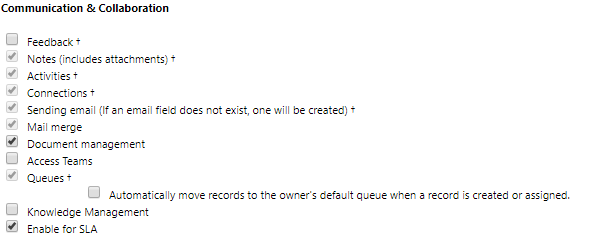 Communication & Collaboration
Feedback †
Notes (includes attachments) †
Activities †
Connections †
Sending email (If an email field does not exist, one will be created) †
Mail merge
Document management
Access Teams
Queues †
Automatically move records to the owner's default queue when a record is created or assigned.
Knowledge Management
Enable for SLA